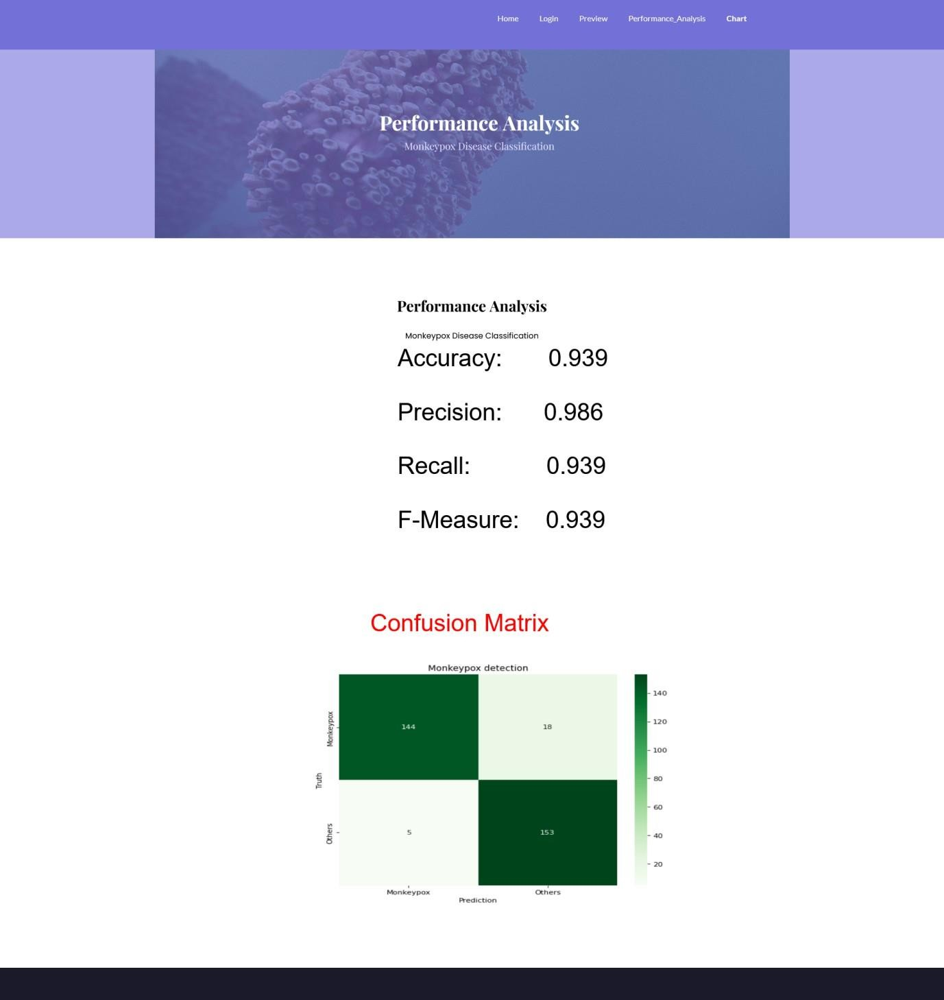 Home Login Preview Performance_Analysis Chart
Performance Analysis
Monkeypox Disease Classification
Performance Analysis
Monkeypox Disease Classification
Accuracy: 0.939
Precision: 0.986
Recall: 0.939
F-Measure: 0.939
Confusion Matrix
Monkeypox detection
Truth
Monkeypox
144 18
Others
5 153
Monkeypox Others
Prediction
140
120
100
80
60
40
20